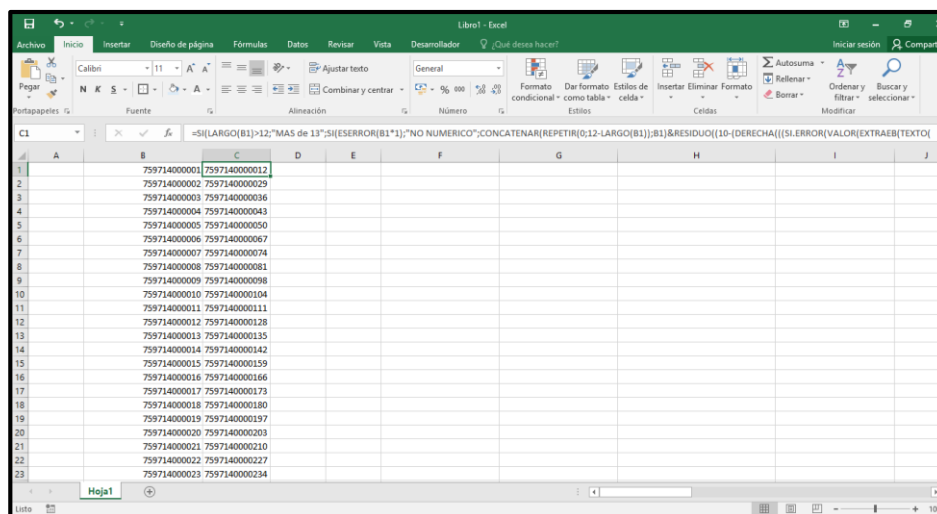 Libro1 - Excel
Archivo Inicio Insertar Diseño de página Fórmulas Datos Revisar Vista Desarrollador ¿Qué desea hacer? Iniciar sesión Compart
Pegar Calibri 11 A A Ajustar texto General Formato condicional Dar formato como tabla Estilos de celda Insertar Eliminar Formato Autosuma Rellenar Borrar Ordenar y filtrar Buscar y seleccionar
N K S A Combinar y centrar % 000
Portapapeles Fuente Alineación Número Estilos Celdas Modificar
C1 fx =SI(LARGO(B1)>12;"MAS de 13";SI(ESERROR(B1*1);"NO NUMERICO";CONCATENAR(REPETIR(0;12-LARGO(B1));B1)&RESIDUO((10-(DERECHA(((SI.ERROR(VALOR(EXTRAEB(TEXTO(
A B C D E F G H I J
1 759714000001 7597140000012
2 759714000002 7597140000029
3 759714000003 7597140000036
4 759714000004 7597140000043
5 759714000005 7597140000050
6 759714000006 7597140000067
7 759714000007 7597140000074
8 759714000008 7597140000081
9 759714000009 7597140000098
10 759714000010 7597140000104
11 759714000011 7597140000111
12 759714000012 7597140000128
13 759714000013 7597140000135
14 759714000014 7597140000142
15 759714000015 7597140000159
16 759714000016 7597140000166
17 759714000017 7597140000173
18 759714000018 7597140000180
19 759714000019 7597140000197
20 759714000020 7597140000203
21 759714000021 7597140000210
22 759714000022 7597140000227
23 759714000023 7597140000234
Hoja1
Listo 10